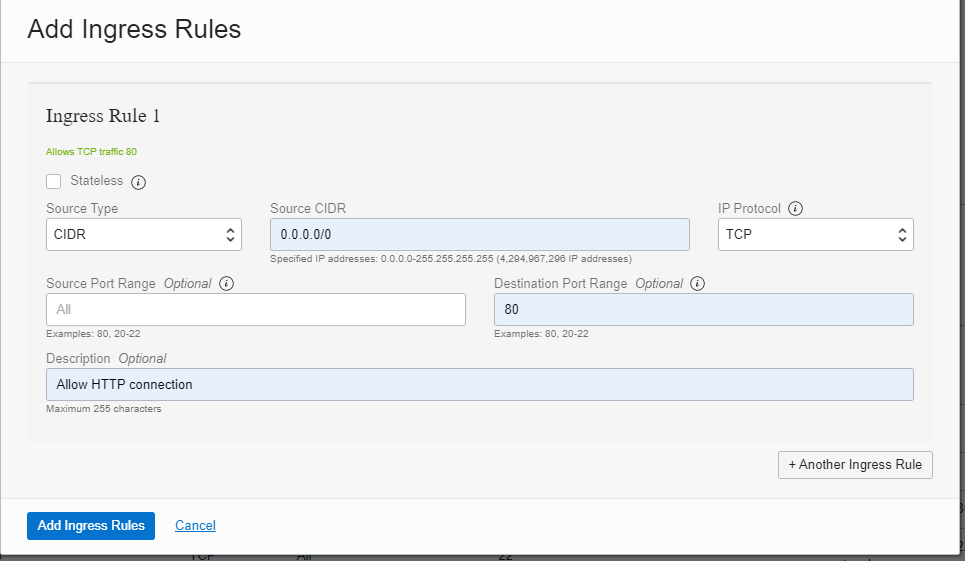 Add Ingress Rules
Ingress Rule 1
Allows TCP traffic 80
Stateless i
Source Type Source CIDR IP Protocol i
CIDR 0.0.0.0/0 TCP
Specified IP addresses: 0.0.0.0-255.255.255.255 (4,294,967,296 IP addresses)
Source Port Range Optional i Destination Port Range Optional i
All 80
Examples: 80, 20-22 Examples: 80, 20-22
Description Optional
Allow HTTP connection
Maximum 255 characters
+ Another Ingress Rule
Add Ingress Rules Cancel
TCP All 22